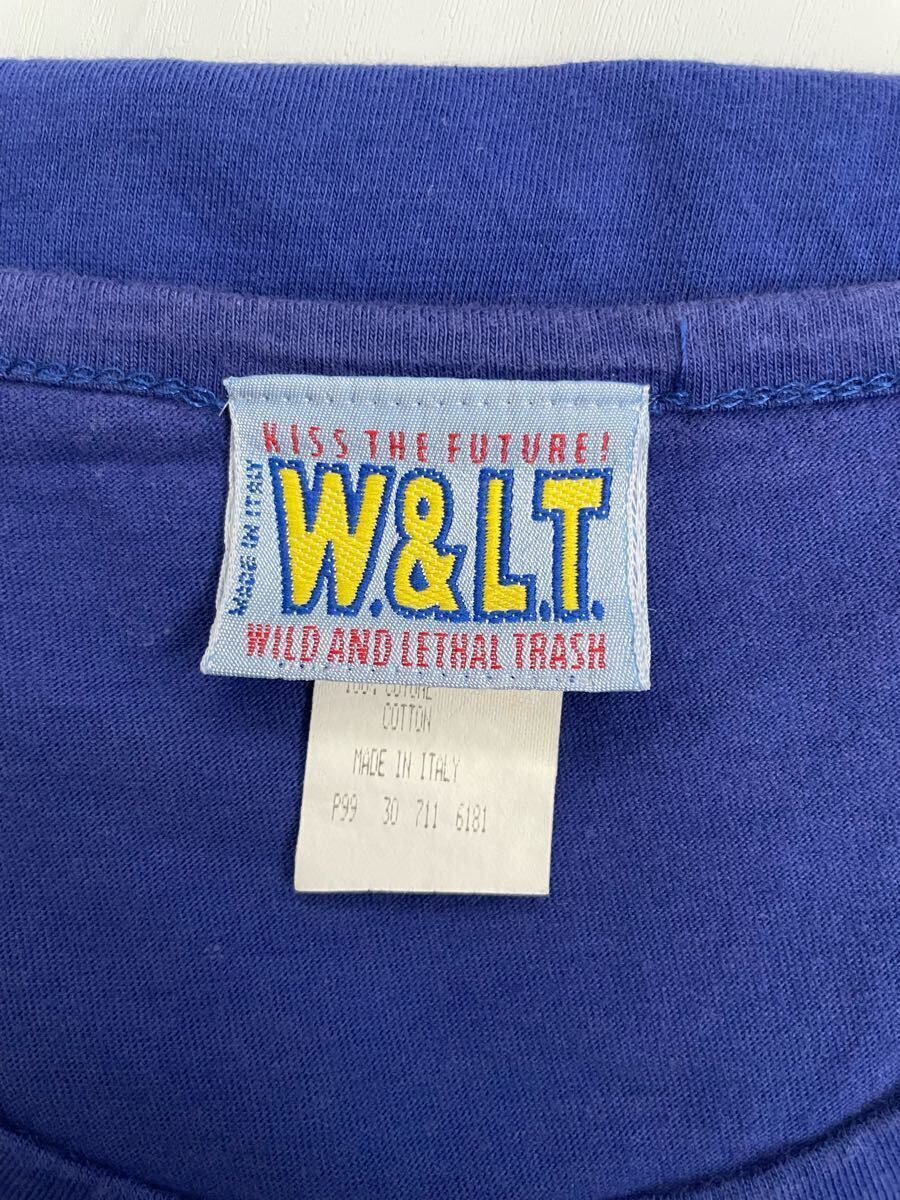 KISS THE FUTURE!
MADE IN ITALY
W.&L.T.
WILD AND LETHAL TRASH
COTTON
MADE IN ITALY
P99 30 711 6181